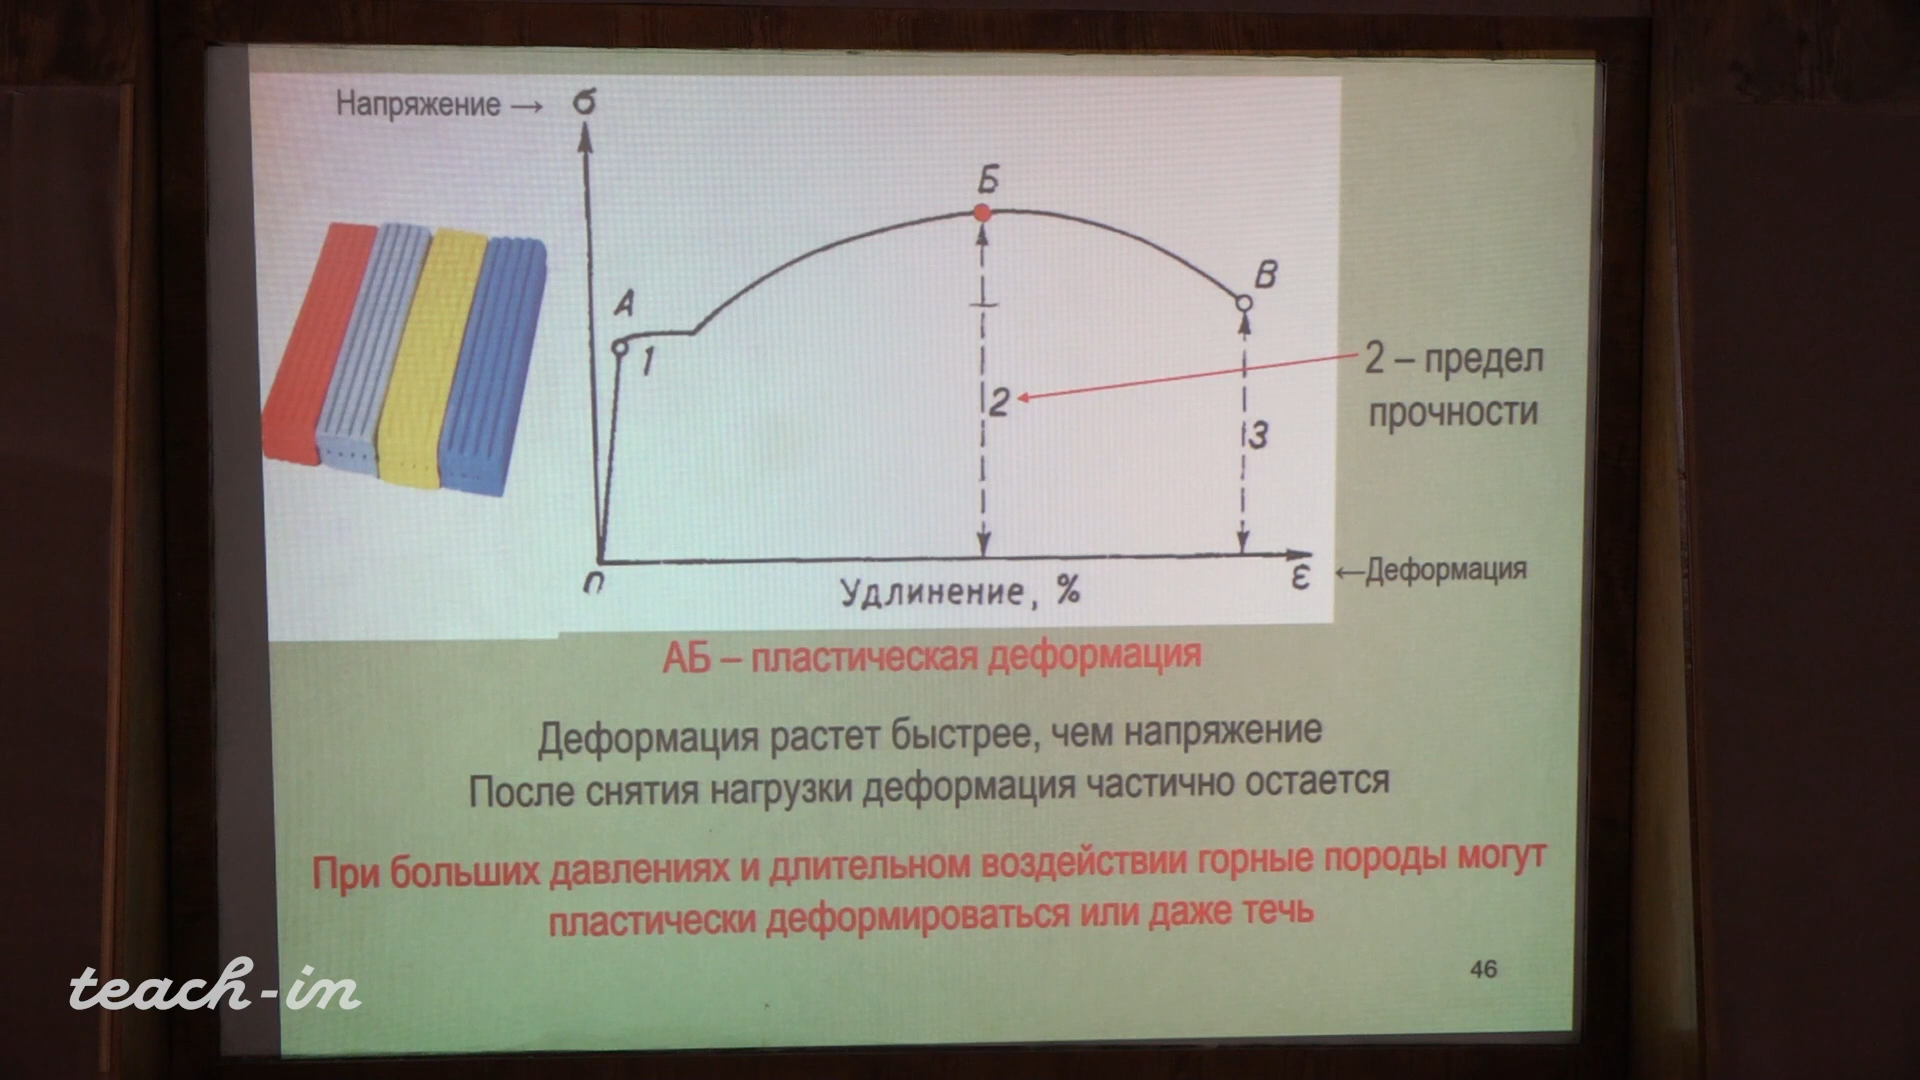 Напряжение →
σ
Б
В
А
1
2 – предел
прочности
2
3
п
Удлинение, %
ε
←Деформация
АБ – пластическая деформация
Деформация растет быстрее, чем напряжение
После снятия нагрузки деформация частично остается
При больших давлениях и длительном воздействии горные породы могут
пластически деформироваться или даже течь
46
teach-in